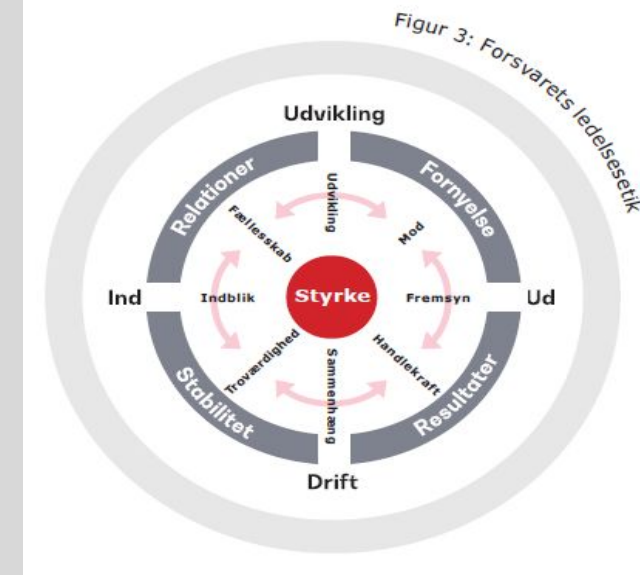 Figur 3: Forsvarets ledelsesetik
Udvikling
Relationer
Fornyelse
Udvikling
Fællesskab
Mod
Ind
Indblik
Styrke
Fremsyn
Ud
Troværdighed
Sammenhæng
Handlekraft
Stabilitet
Resultater
Drift